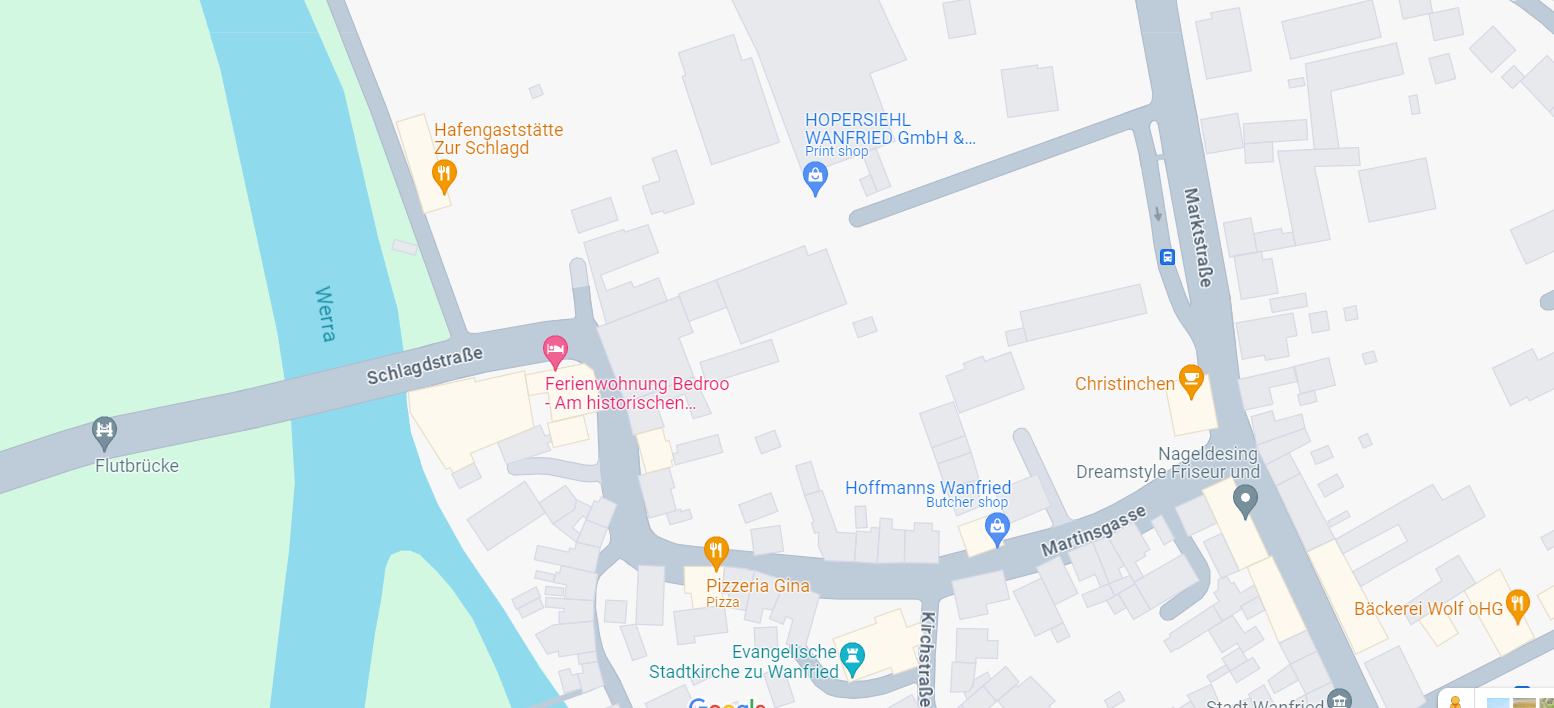 HOPERSIEHL
WANFRIED GmbH &...
Print shop
Hafengaststätte
Zur Schlagd
Marktstraße
Werra
Schlagdstraße
Ferienwohnung Bedroo
- Am historischen...
Christinchen
Flutbrücke
Nageldesing
Dreamstyle Friseur und
Hoffmanns Wanfried
Butcher shop
Martinsgasse
Pizzeria Gina
Pizza
Bäckerei Wolf oHG
Kirchstraße
Evangelische
Stadtkirche zu Wanfried
Stadt Wanfried
Google